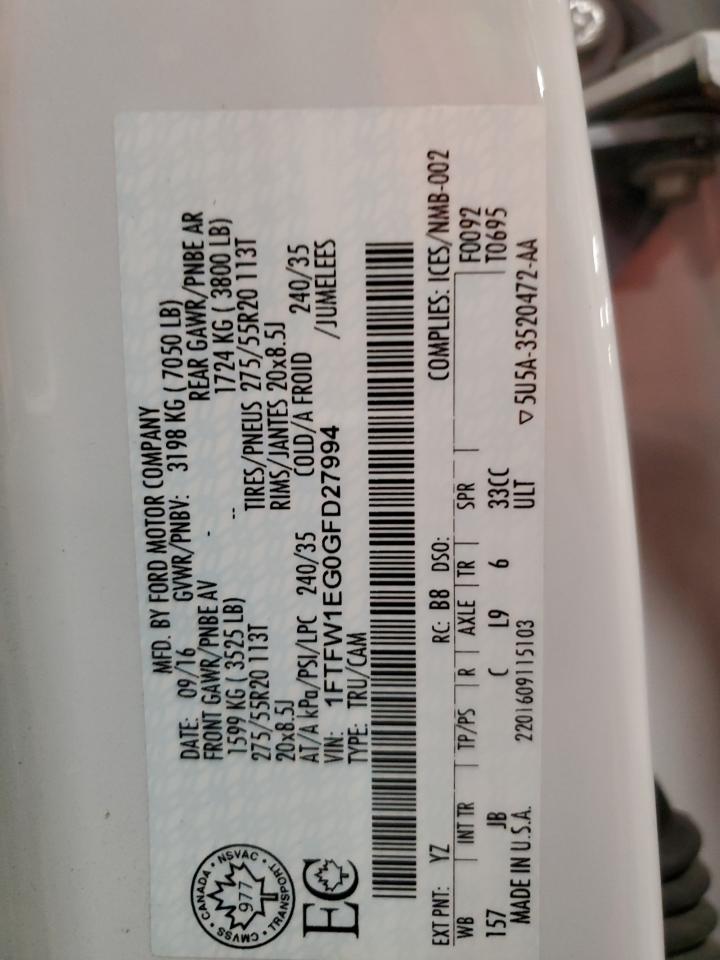 MFD. BY FORD MOTOR COMPANY
DATE: 09/16 GVWR/PNBV: 3198 KG ( 7050 LB)
FRONT GAWR/PNBE AV - REAR GAWR/PNBE AR
1599 KG ( 3525 LB) -- 1724 KG ( 3800 LB)
275/55R20 113T TIRES/PNEUS 275/55R20 113T
20x8.5J RIMS/JANTES 20x8.5J
AT/A kPa/PSI/LPC 240/35 COLD/A FROID 240/35
VIN: 1FTFW1EG0GFD27994 /JUMELEES
TYPE: TRU/CAM
CANADA • NSVAC • TRANSPORT • CMVSS •
977
EC
EXT PNT: YZ RC: B8 DSO: COMPLIES: ICES/NMB-002
WB INT TR TP/PS R AXLE TR SPR F0092
157 JB C L9 6 33CC T0695
ULT
MADE IN U.S.A. 2201609115103 ▽5U5A-3520472-AA